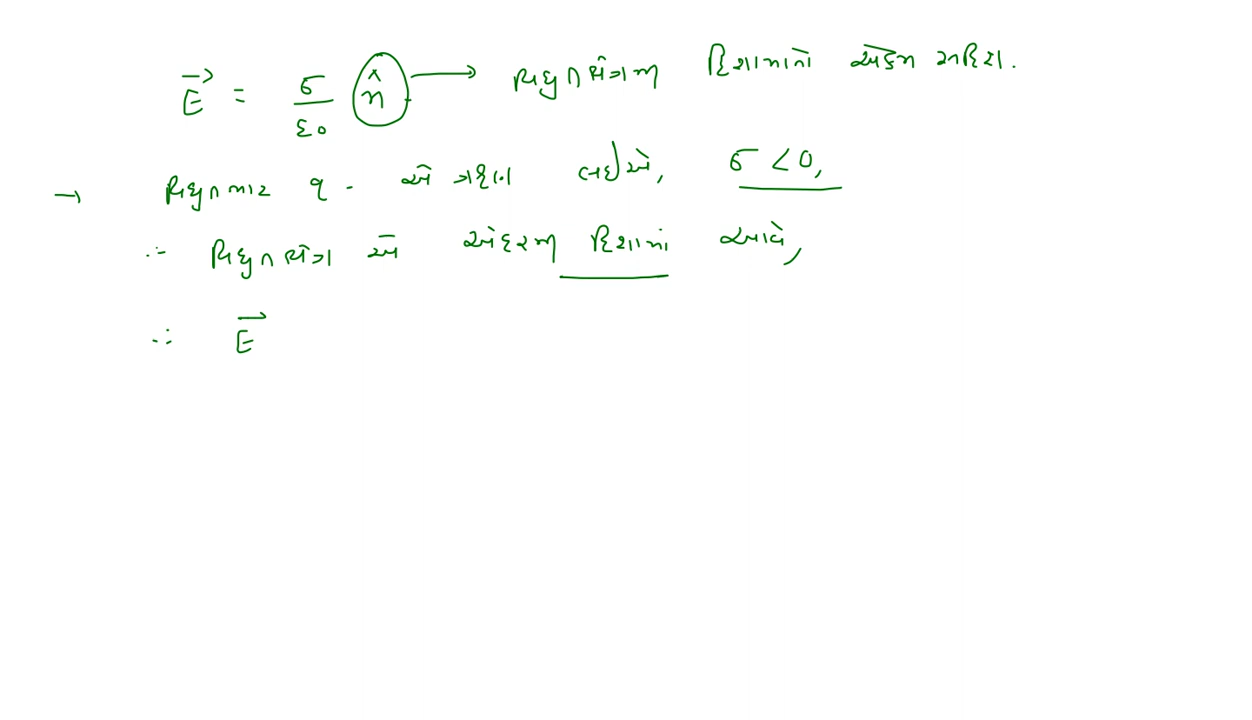 →E = σ/ε0 n̂ → વિદ્યુતક્ષેત્રની દિશામાંનો એકમ સદિશ.
→ વિદ્યુતભાર q - એ ઋણ લઈએ, σ < 0,
∴ વિદ્યુતક્ષેત્ર એ અંદરની દિશામાં આવે,
∴ →E